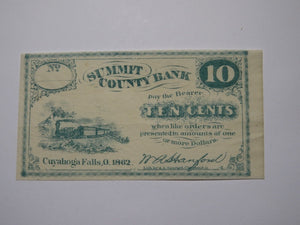 No
SUMMIT
COUNTY BANK
10
Pay the Bearer
TEN CENTS
when like orders are
presented in amounts of one
or more Dollars.
Cuyahoga Falls, O. 1862.